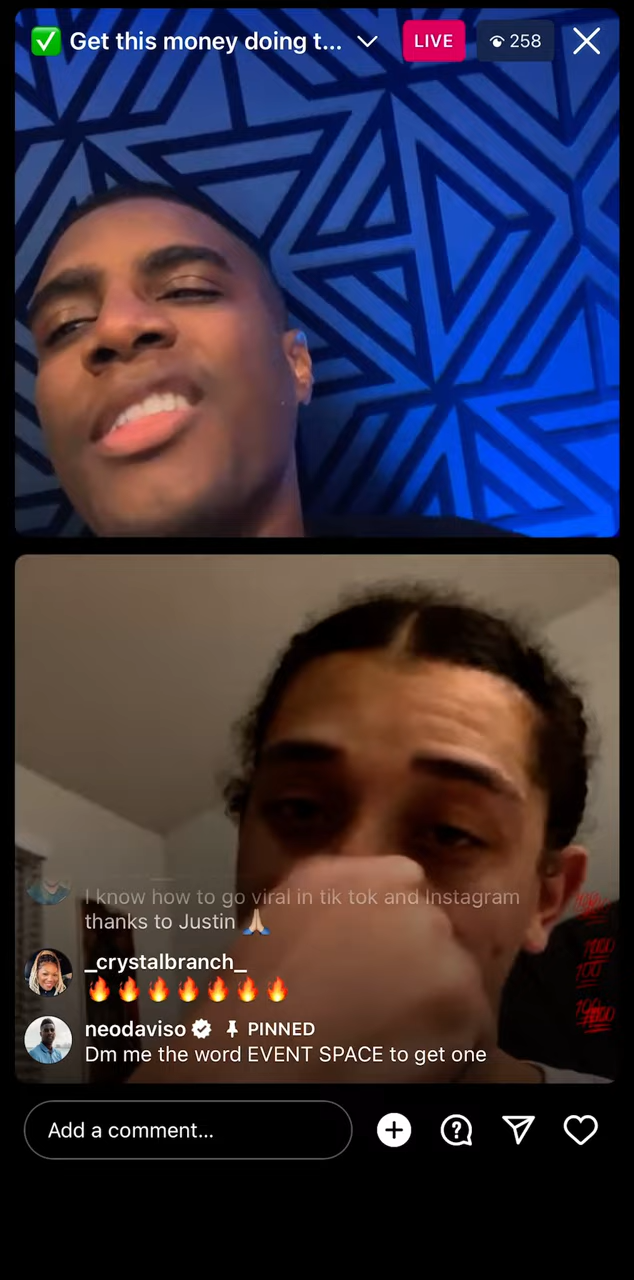 ✅ Get this money doing t...
LIVE
258
I know how to go viral in tik tok and Instagram
thanks to Justin 🙏🏼
_crystalbranch_
🔥🔥🔥🔥🔥🔥🔥
neodaviso PINNED
Dm me the word EVENT SPACE to get one
Add a comment...